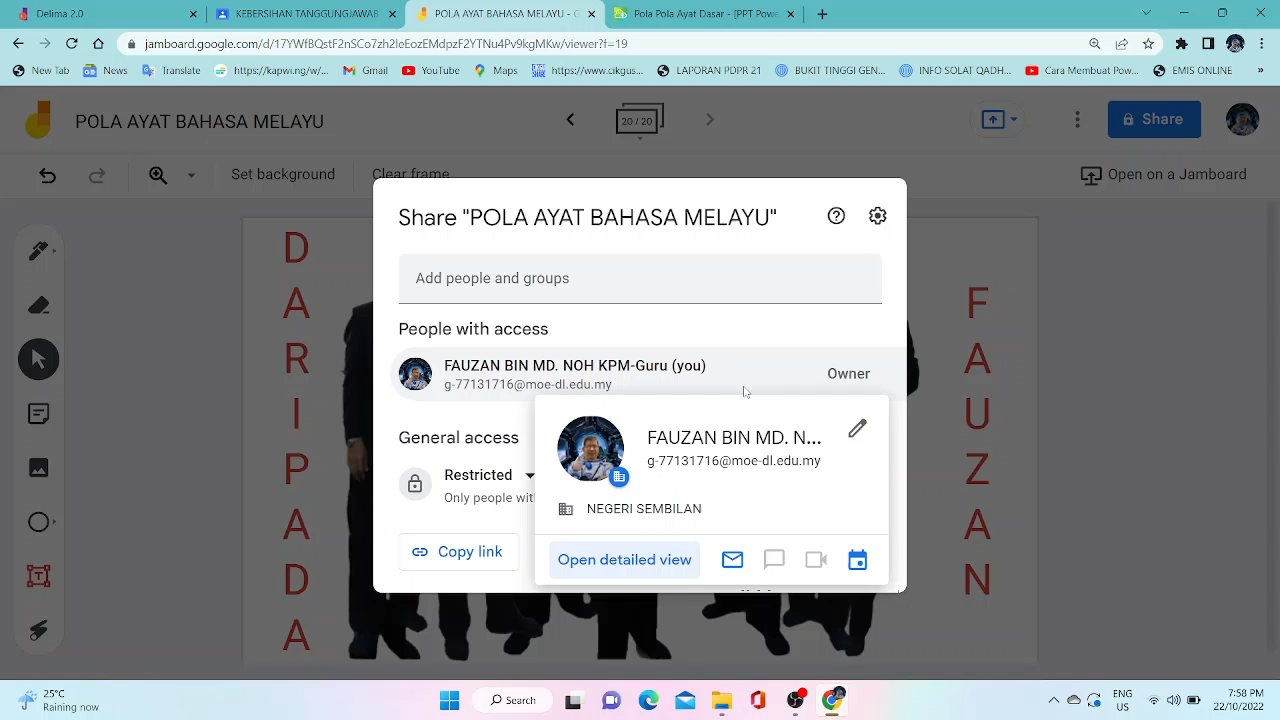 Delima 2.0
KEBERSIHAN TANGGUNGJAWAB
POLA AYAT BAHASA MELAYU - G
Pola Pola Ayat Dasar - [PPT Powe
jamboard.google.com/d/17YWfBQstF2nSCo7zh2leEozEMdpzF2YTNu4Pv9kgMKw/viewer?f=19
New Tab
News
Translate
https://kapwi.ng/w/...
Gmail
YouTube
Maps
https://www.cikgus...
LAPORAN PDPR 21
BUKIT TINGGI GEN...
INFO SOLAT QADH...
Cara Membuat Pow...
EMIS ONLINE
»
POLA AYAT BAHASA MELAYU
20 / 20
Share
Set background
Clear frame
Open on a Jamboard
D
A
R
I
P
A
D
A
Share "POLA AYAT BAHASA MELAYU"
Add people and groups
People with access
FAUZAN BIN MD. NOH KPM-Guru (you)
g-77131716@moe-dl.edu.my
Owner
General access
Restricted
Only people wit
Copy link
FAUZAN BIN MD. N...
g-77131716@moe-dl.edu.my
NEGERI SEMBILAN
Open detailed view
F
A
U
Z
A
N
25°C
Raining now
Search
ENG
US
7:58 PM
22/10/2022